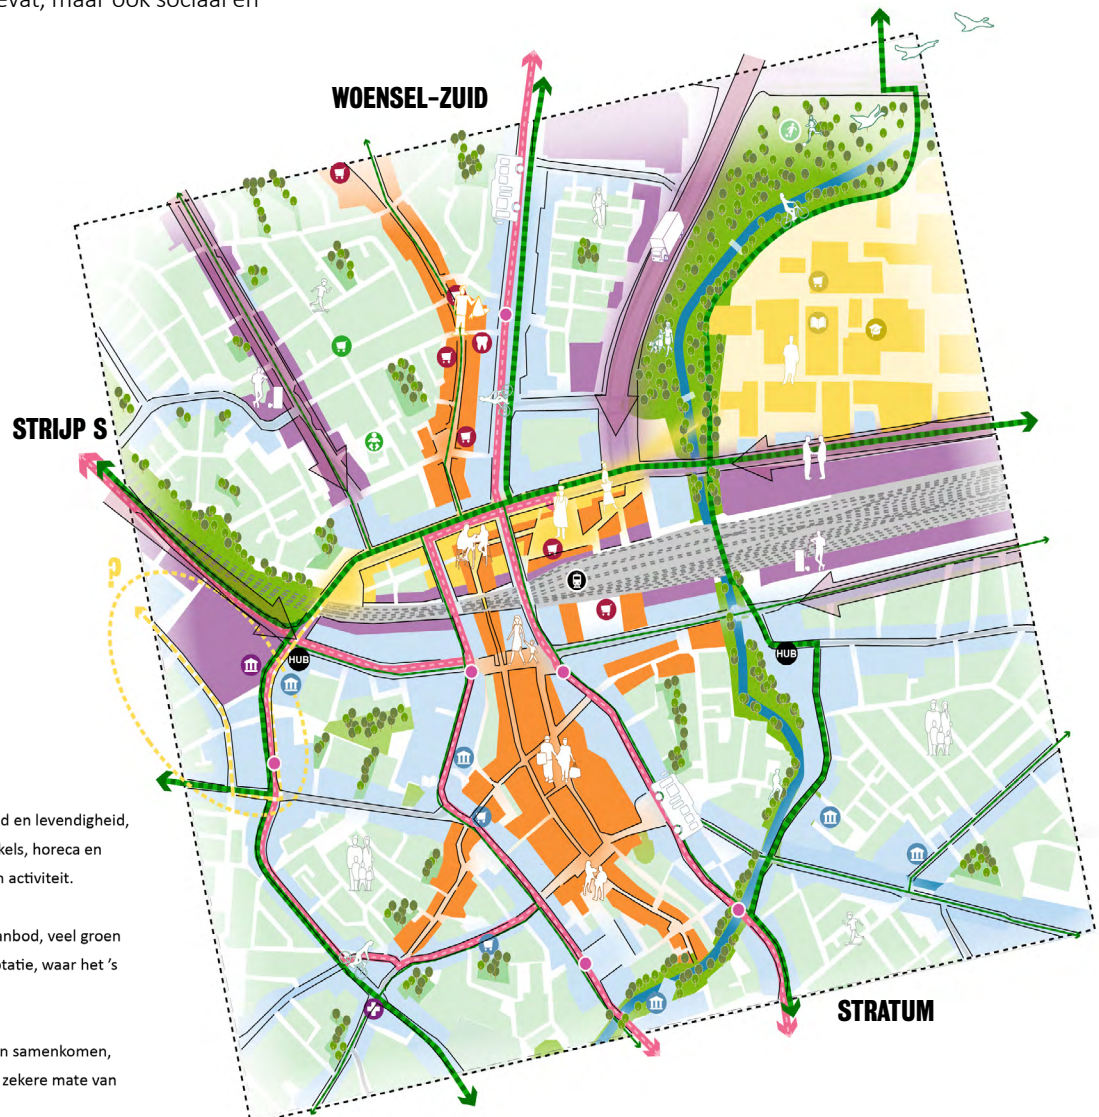 evat, maar ook sociaal en
WOENSEL-ZUID
STRIJP S
P
HUB
HUB
d en levendigheid,
kels, horeca en
n activiteit.
anbod, veel groen
otatie, waar het 's
STRATUM
n samenkomen,
zekere mate van